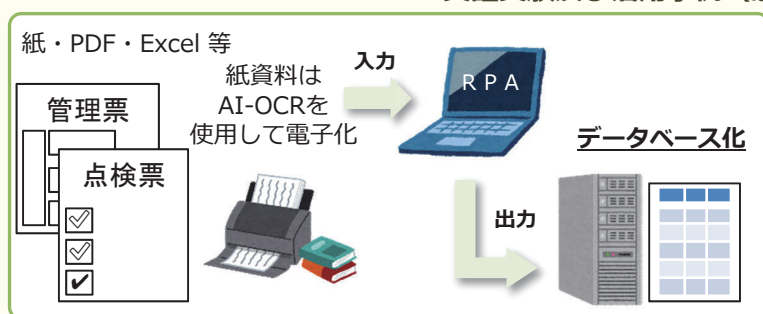 紙・PDF・Excel 等
紙資料は
AI-OCRを
使用して電子化
入力
RPA
管理票
点検票
データベース化
出力